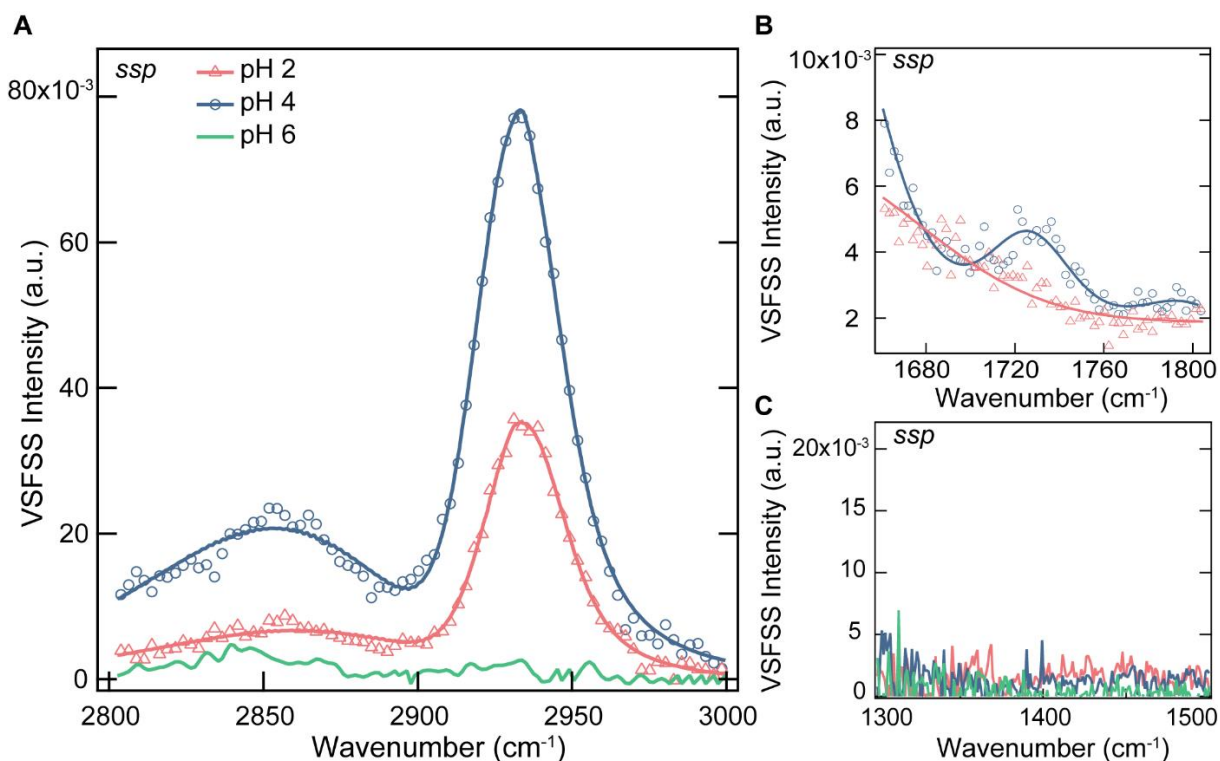 A
ssp
pH 2
pH 4
pH 6
80x10⁻³
60
40
20
0
2800
2850
2900
2950
3000
VSFSS Intensity (a.u.)
Wavenumber (cm⁻¹)
B
ssp
10x10⁻³
8
6
4
2
1680
1720
1760
1800
VSFSS Intensity (a.u.)
Wavenumber (cm⁻¹)
C
ssp
20x10⁻³
15
10
5
0
1300
1400
1500
VSFSS Intensity (a.u.)
Wavenumber (cm⁻¹)